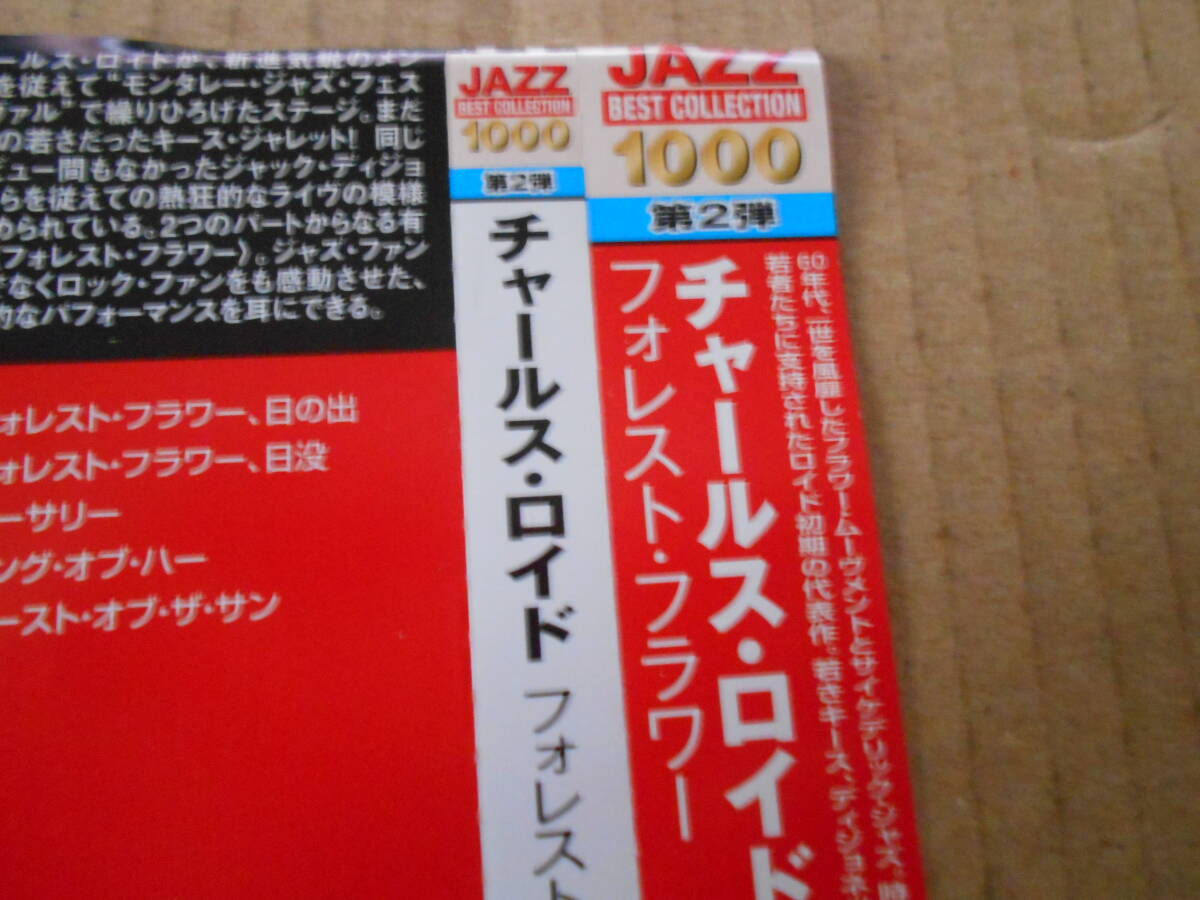 ールス・ロイドが、新進気鋭のメン
を従えて“モンタレー・ジャズ・フェス
ヴァル”で繰りひろげたステージ。まだ
の若さだったキース・ジャレット! 同じ
ビュー間もなかったジャック・ディジョ
らを従えての熱狂的なライヴの模様
められている。2つのパートからなる有
フォレスト・フラワー〉。ジャズ・ファン
でなくロック・ファンをも感動させた、
的なパフォーマンスを耳にできる。
ォレスト・フラワー、日の出
ォレスト・フラワー、日没
ーサリー
ング・オブ・ハー
ースト・オブ・ザ・サン
JAZZ
BEST COLLECTION
1000
第2弾
チャールス・ロイド フォレスト
JAZZ
BEST COLLECTION
1000
第2弾
60年代、一世を風靡したフラワー・ムーヴメントとサイケデリック・ジャズ。時
若者たちに支持されたロイド初期の代表作。若きキース、ディジョネ
チャールス・ロイド
フォレスト・フラワー